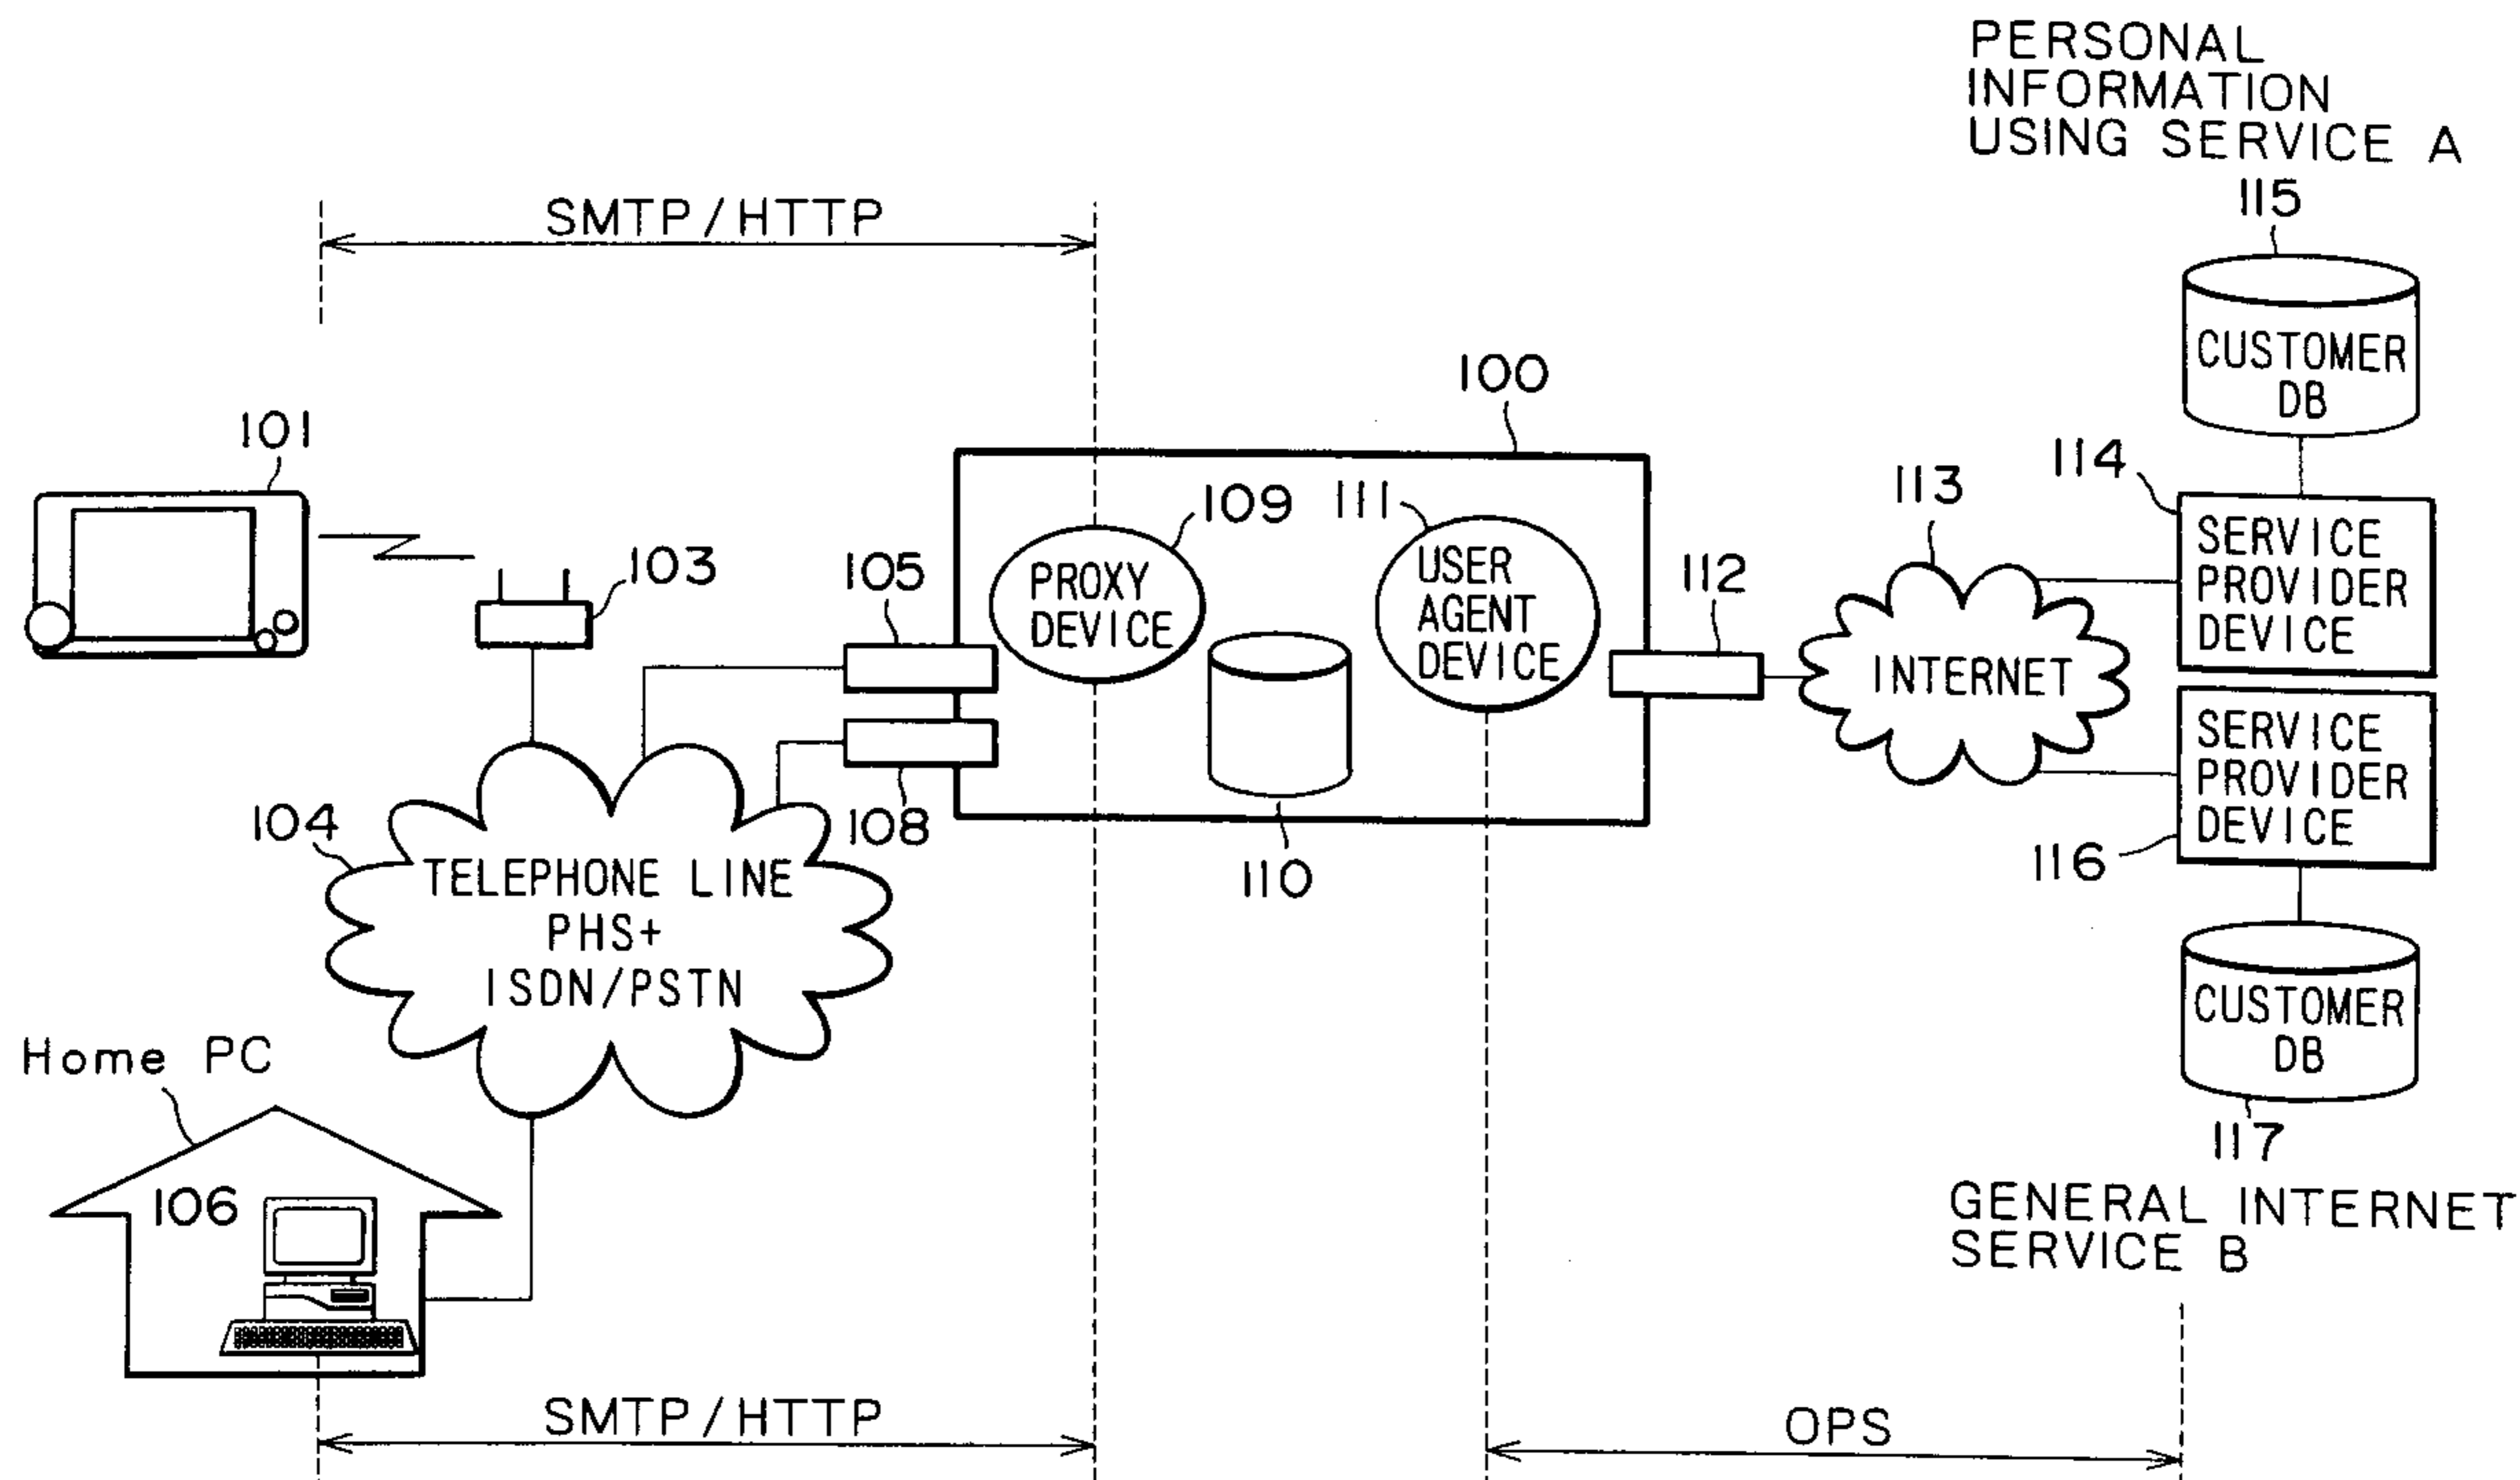 PERSONAL
INFORMATION
USING SERVICE A
115
SMTP/HTTP
CUSTOMER
DB
100
101
114
113
109
111
SERVICE
PROVIDER
DEVICE
103
105
PROXY
DEVICE
USER
AGENT
DEVICE
112
INTERNET
SERVICE
PROVIDER
DEVICE
104
108
110
116
TELEPHONE LINE
PHS+
ISDN/PSTN
CUSTOMER
DB
Home PC
117
106
GENERAL INTERNET
SERVICE B
SMTP/HTTP
OPS